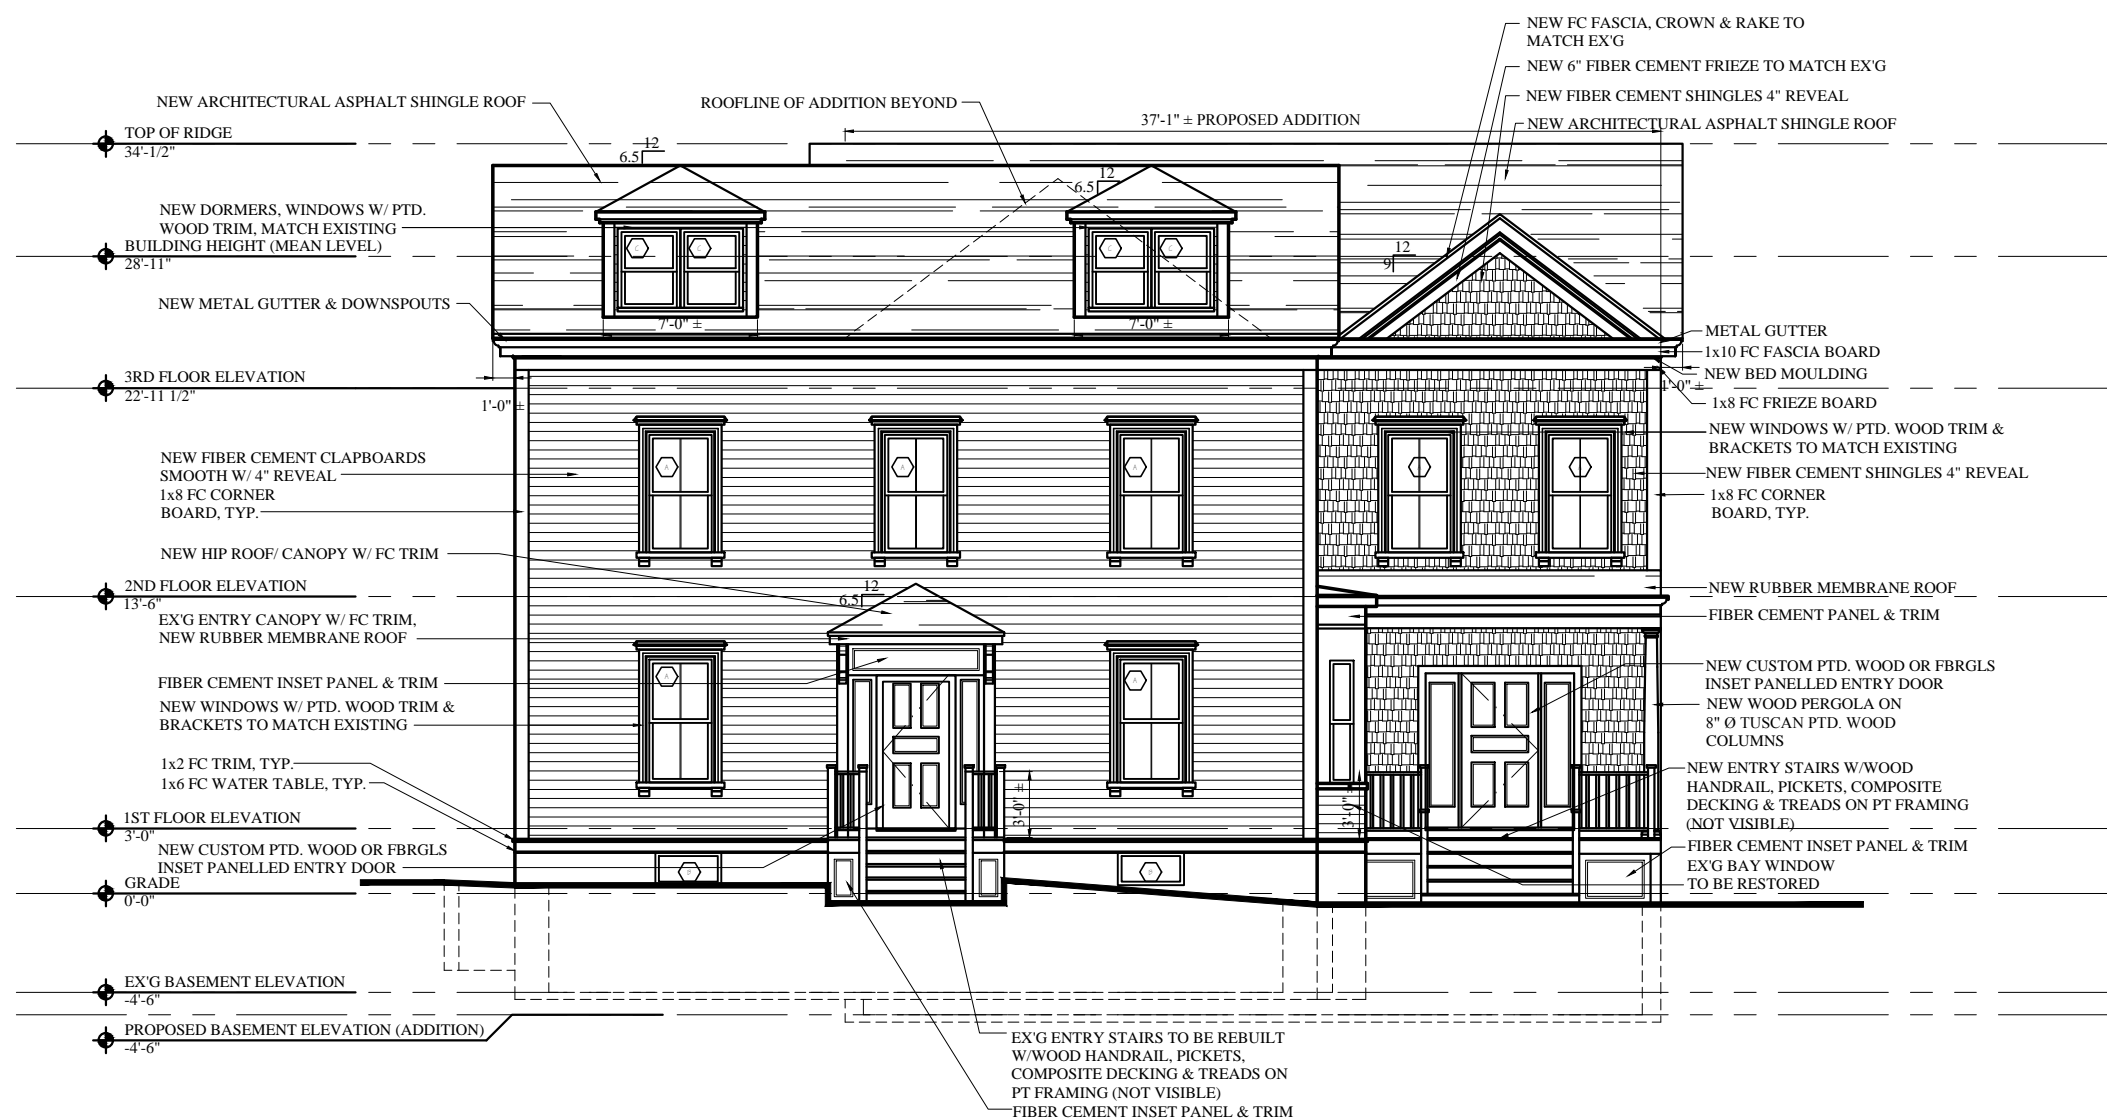 NEW FC FASCIA, CROWN & RAKE TO
MATCH EX'G
NEW 6" FIBER CEMENT FRIEZE TO MATCH EX'G
NEW FIBER CEMENT SHINGLES 4" REVEAL
NEW ARCHITECTURAL ASPHALT SHINGLE ROOF
NEW ARCHITECTURAL ASPHALT SHINGLE ROOF
ROOFLINE OF ADDITION BEYOND
37'-1" ± PROPOSED ADDITION
TOP OF RIDGE
34'-1/2"
12
6.5
12
6.5
NEW DORMERS, WINDOWS W/ PTD.
WOOD TRIM, MATCH EXISTING
BUILDING HEIGHT (MEAN LEVEL)
28'-11"
C
C
C
C
12
9
NEW METAL GUTTER & DOWNSPOUTS
7'-0" ±
7'-0" ±
METAL GUTTER
1x10 FC FASCIA BOARD
NEW BED MOULDING
1'-0" ±
1x8 FC FRIEZE BOARD
3RD FLOOR ELEVATION
22'-11 1/2"
1'-0" ±
NEW WINDOWS W/ PTD. WOOD TRIM &
BRACKETS TO MATCH EXISTING
NEW FIBER CEMENT SHINGLES 4" REVEAL
1x8 FC CORNER
BOARD, TYP.
NEW FIBER CEMENT CLAPBOARDS
SMOOTH W/ 4" REVEAL
1x8 FC CORNER
BOARD, TYP.
A
A
A
A
A
NEW HIP ROOF/ CANOPY W/ FC TRIM
2ND FLOOR ELEVATION
13'-6"
12
6.5
NEW RUBBER MEMBRANE ROOF
FIBER CEMENT PANEL & TRIM
EX'G ENTRY CANOPY W/ FC TRIM,
NEW RUBBER MEMBRANE ROOF
FIBER CEMENT INSET PANEL & TRIM
NEW WINDOWS W/ PTD. WOOD TRIM &
BRACKETS TO MATCH EXISTING
A
A
NEW CUSTOM PTD. WOOD OR FBRGLS
INSET PANELLED ENTRY DOOR
NEW WOOD PERGOLA ON
8" Ø TUSCAN PTD. WOOD
COLUMNS
1x2 FC TRIM, TYP.
1x6 FC WATER TABLE, TYP.
3'-0" ±
3'-0" ±
NEW ENTRY STAIRS W/WOOD
HANDRAIL, PICKETS, COMPOSITE
DECKING & TREADS ON PT FRAMING
(NOT VISIBLE)
1ST FLOOR ELEVATION
3'-0"
NEW CUSTOM PTD. WOOD OR FBRGLS
INSET PANELLED ENTRY DOOR
FIBER CEMENT INSET PANEL & TRIM
EX'G BAY WINDOW
TO BE RESTORED
B
B
GRADE
0'-0"
EX'G BASEMENT ELEVATION
-4'-6"
PROPOSED BASEMENT ELEVATION (ADDITION)
-4'-6"
EX'G ENTRY STAIRS TO BE REBUILT
W/WOOD HANDRAIL, PICKETS,
COMPOSITE DECKING & TREADS ON
PT FRAMING (NOT VISIBLE)
FIBER CEMENT INSET PANEL & TRIM